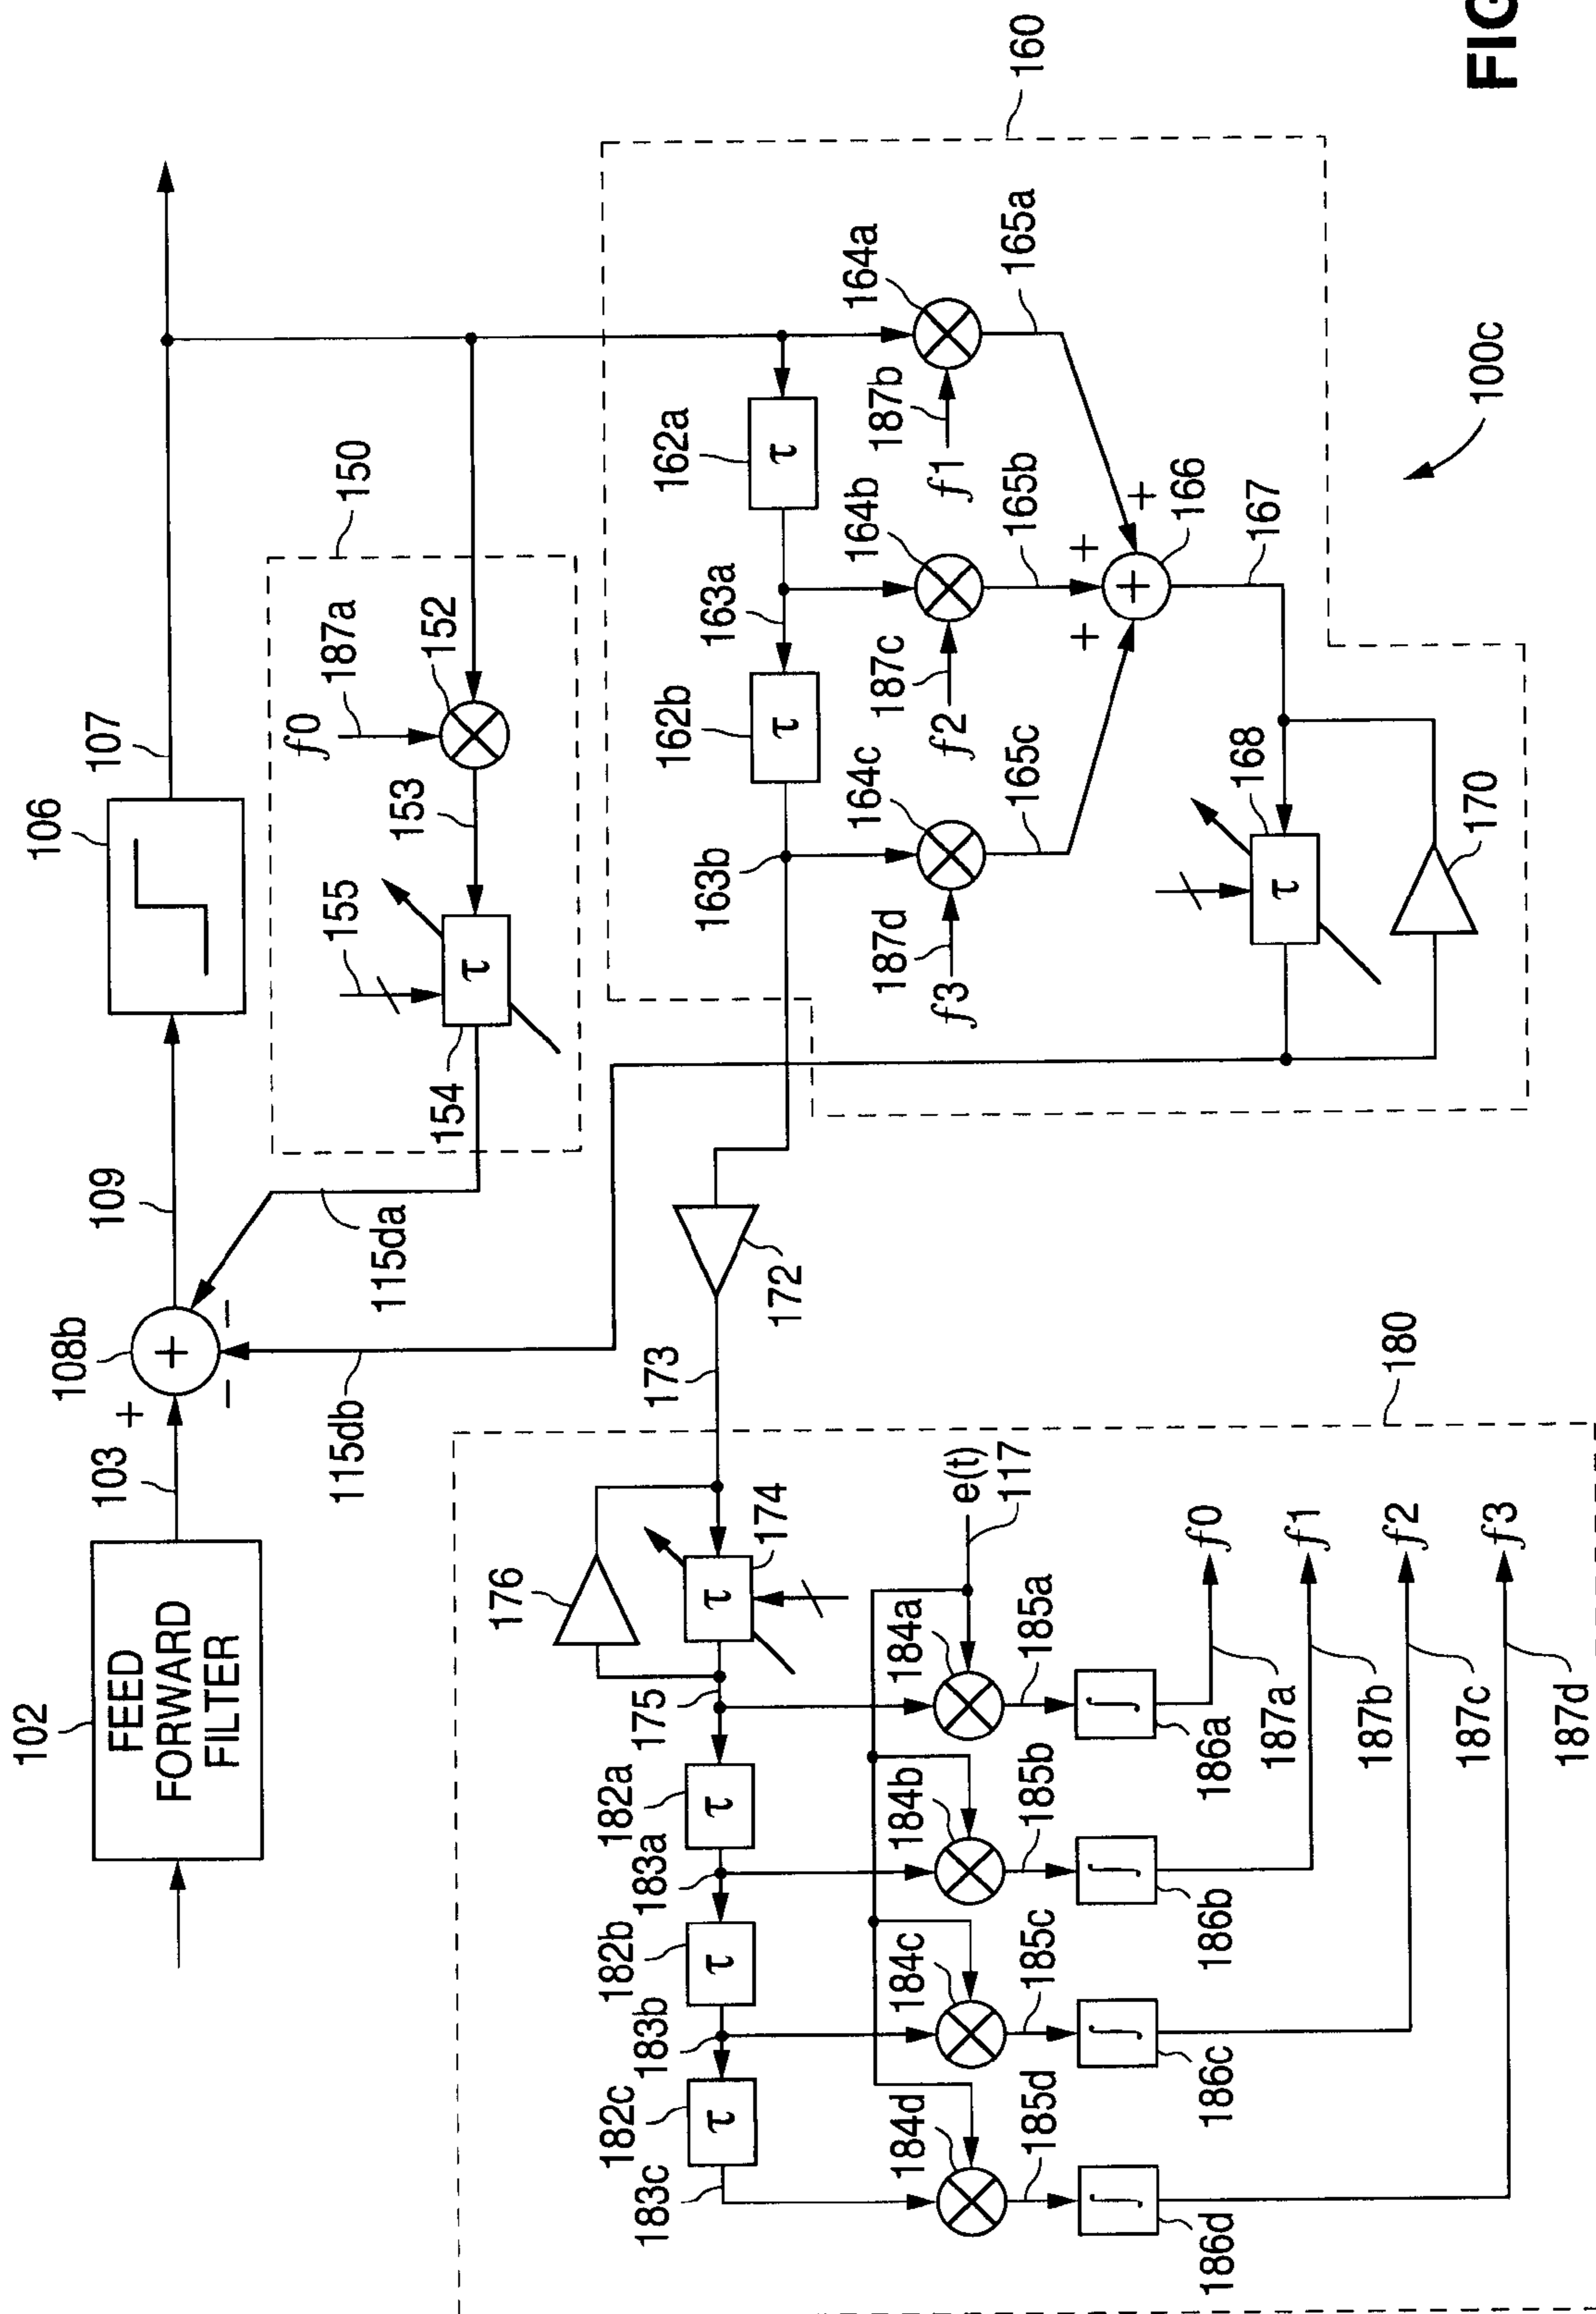 102
FEED
FORWARD
FILTER
103
+
108b
+
−
−
109
106
107
115da
115db
150
f0
187a
152
153
155
τ
154
160
162a
τ
163a
162b
τ
163b
164a
187b
f1
165a
164b
187c
f2
165b
164c
187d
f3
165c
+
+
+
+
166
167
168
τ
170
172
173
180
176
τ
174
175
182a
τ
183a
182b
τ
183b
182c
τ
183c
e(t)
117
184a
185a
184b
185b
184c
185c
184d
185d
∫
186a
∫
186b
∫
186c
∫
186d
f0
187a
f1
187b
f2
187c
f3
187d
100c
FIG